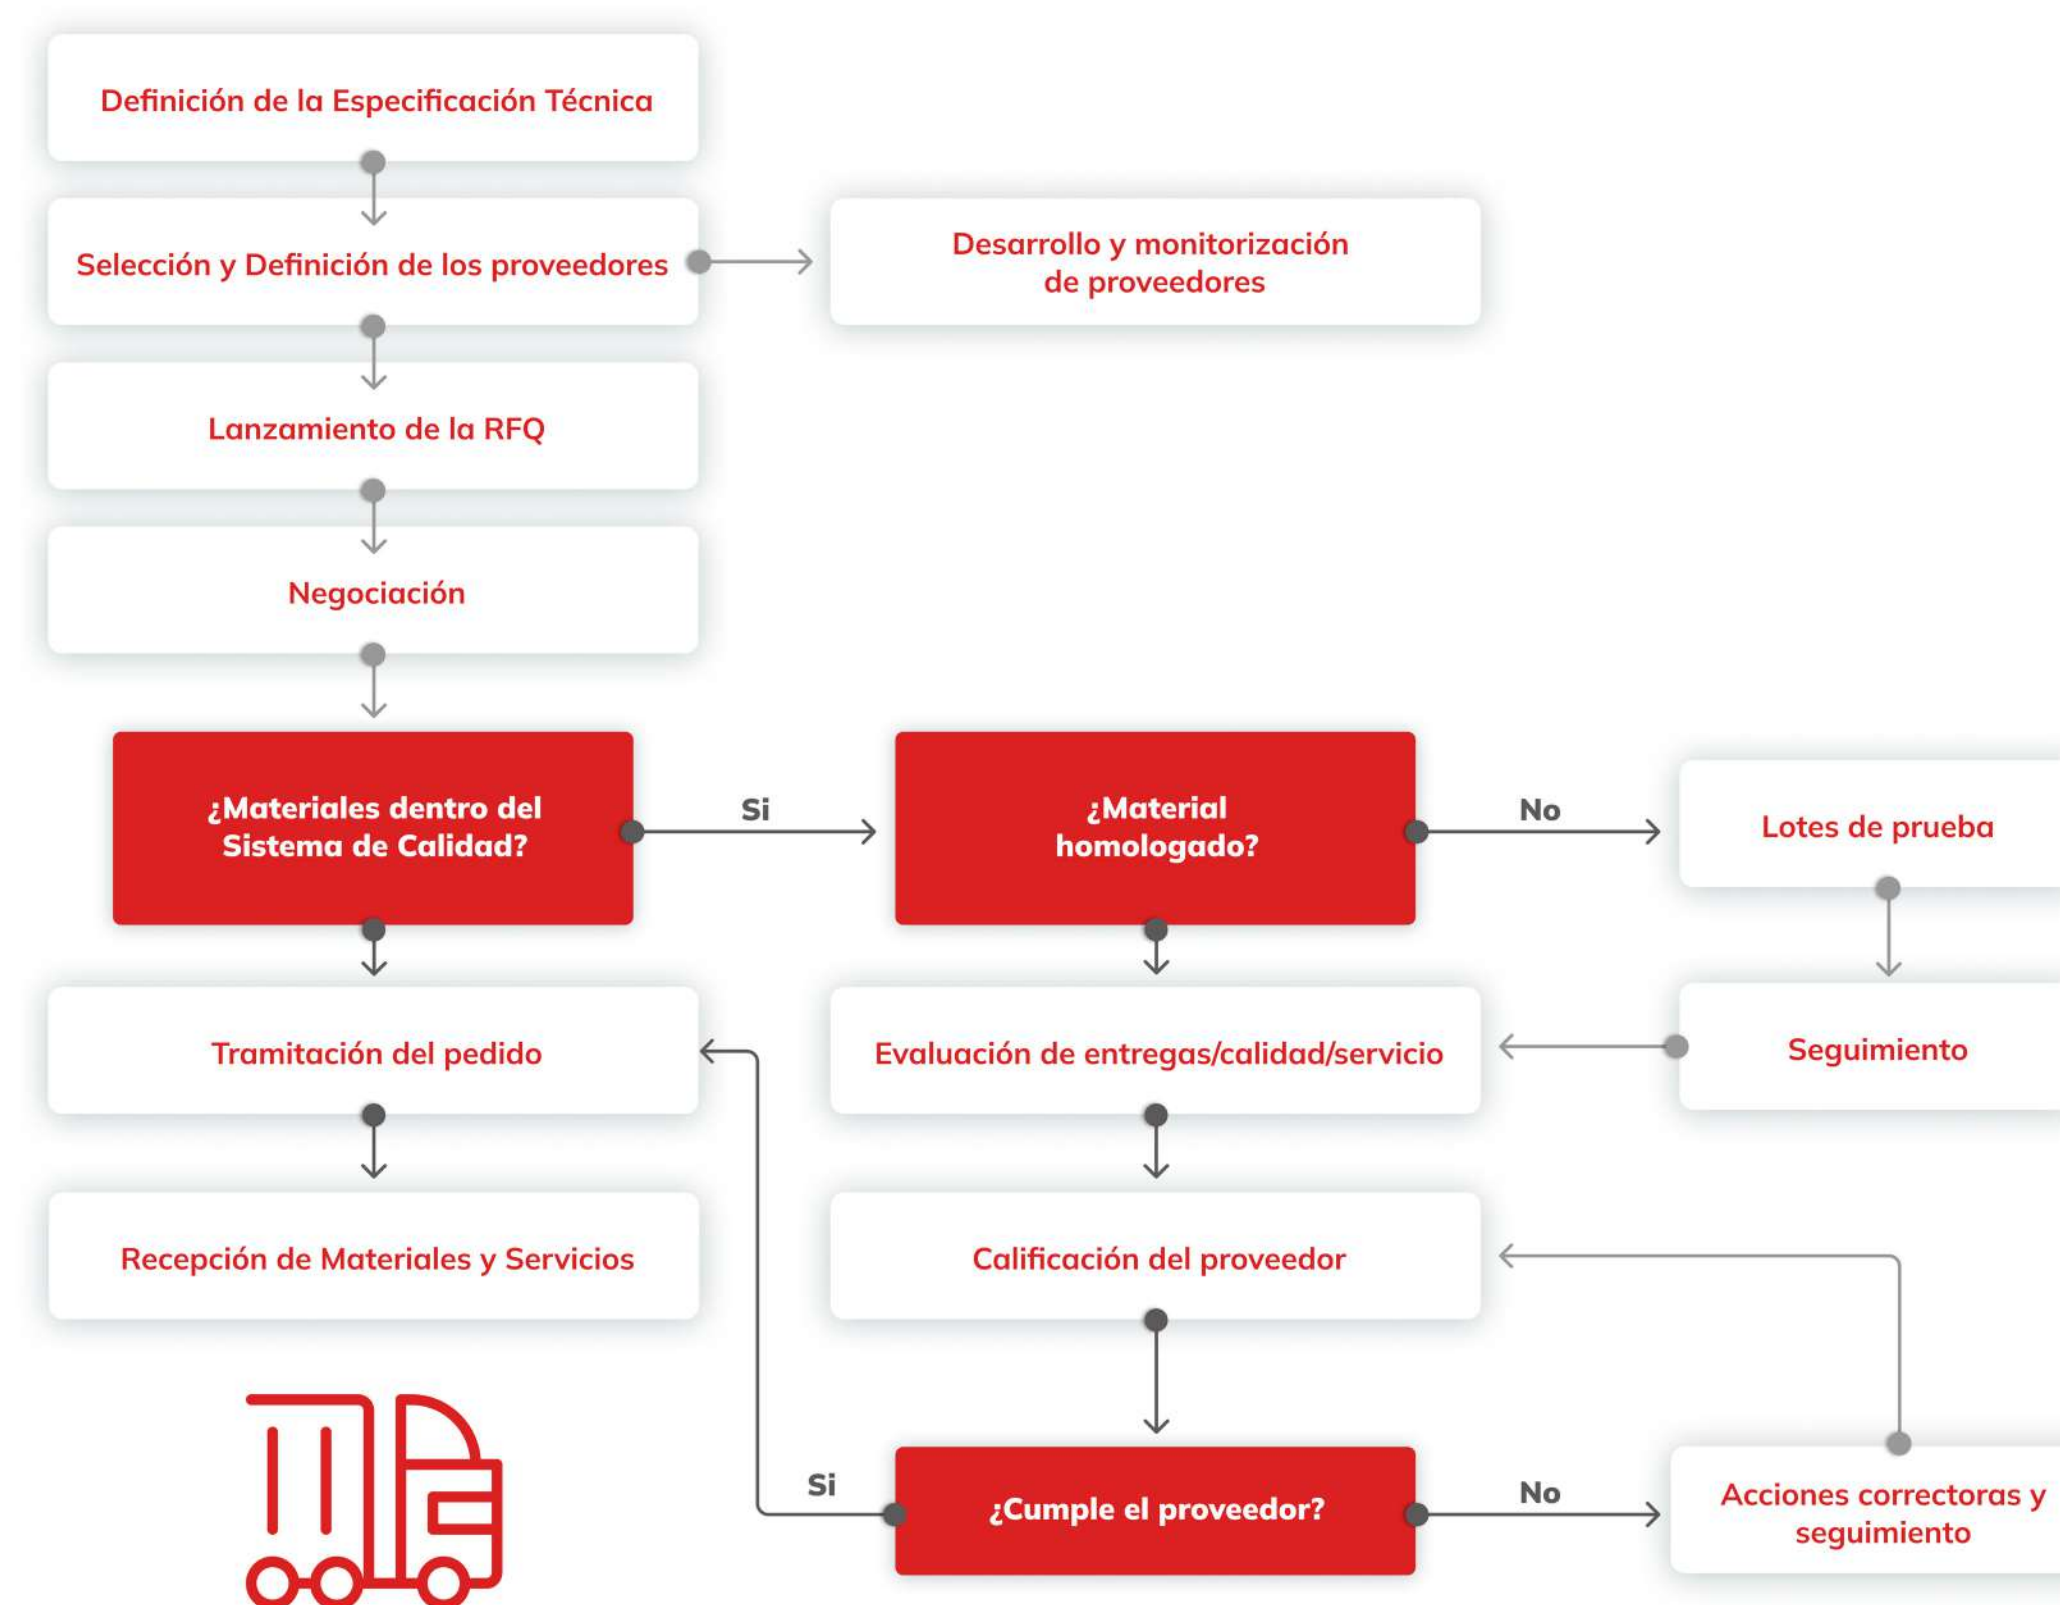 Definición de la Especificación Técnica
Selección y Definición de los proveedores
Desarrollo y monitorización
de proveedores
Lanzamiento de la RFQ
Negociación
¿Materiales dentro del
Sistema de Calidad?
Si
¿Material
homologado?
No
Lotes de prueba
Tramitación del pedido
Evaluación de entregas/calidad/servicio
Seguimiento
Recepción de Materiales y Servicios
Calificación del proveedor
Si
¿Cumple el proveedor?
No
Acciones correctoras y
seguimiento